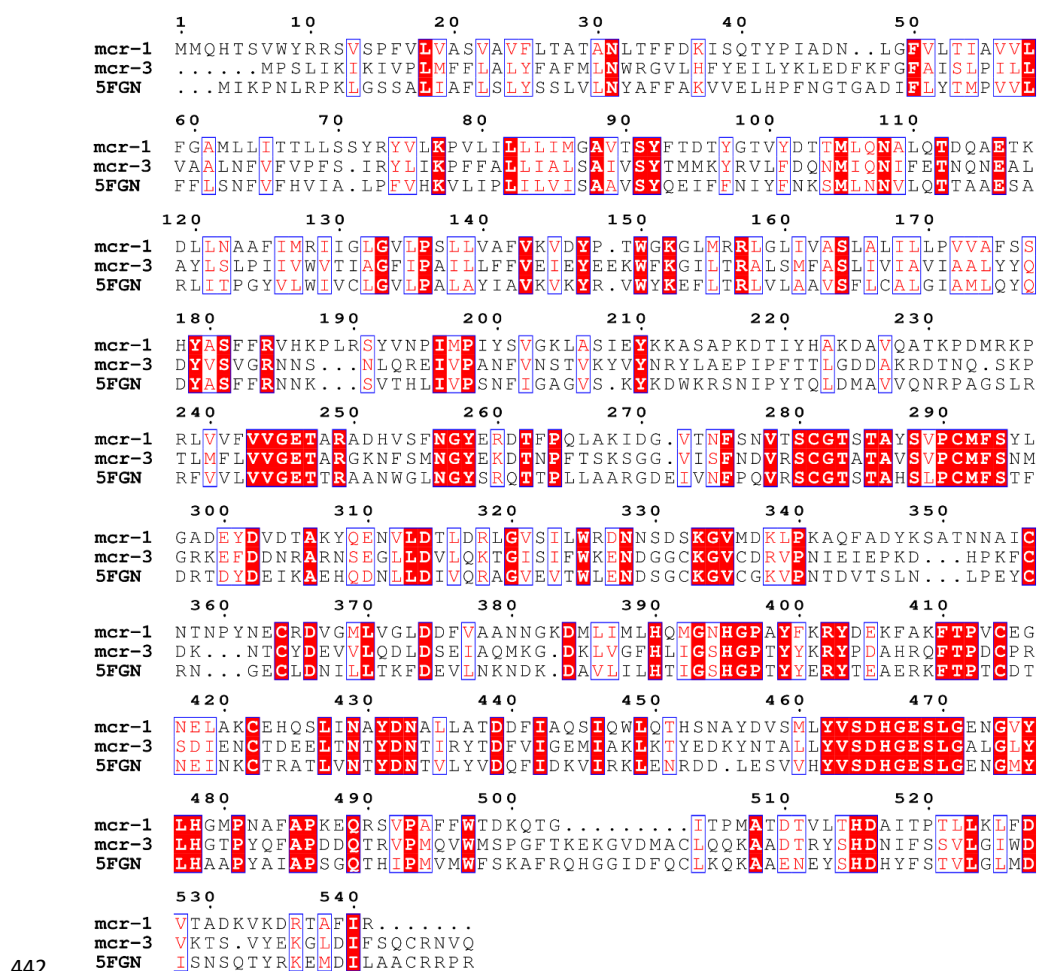 1 10 20 30 40 50
mcr-1 MMQHTSVWYRRSVSPFVLVASVAVFLTATANLTFFDKISQTYPIADN..LGFVLTIAVVL
mcr-3 ......MPSLIKIKIVPLMFFLALYFAFMLNWRGVLHFYEILYKLEDFKFGFAISLPILL
5FGN ...MIKPNLRPKLGSSALIAFLSLYSSLVLNYAFFAKVVELHPFNGTGADIFLYTMPVVL
60 70 80 90 100 110
mcr-1 FGAMLLITTLLSSYRYVLKPVLILLLIMGAVTSYFTDTYGTVYDTTMLQNALQTDQAETK
mcr-3 VAALNFVFVPFS.IRYLIKPFFALLIALSAIVSYTMMKYRVLFDQNMIQNIFETNQNEAL
5FGN FFLSNFVFHVIA.LPFVHKVLIPLILVISAAVSYQEIFFNIYFNKSMLNNVLQTTAAESA
120 130 140 150 160 170
mcr-1 DLLNAAFIMRIIGLGVLPSLLVAFVKVDYP.TWGKGLMRRLGLIVASLALILLPVVAFSS
mcr-3 AYLSLPIIVWVTIAGFIPAILLFFVEIEYEEKWFKGILTRALSMFASLIVIAVIAALYYQ
5FGN RLITPGYVLWIVCLGVLPALAYIAVKVKYR.VWYKEFLTRLVLAAVSFLCALGIAMLQYQ
180 190 200 210 220 230
mcr-1 HYASFFRVHKPLRSYVNPIMPIYSVGKLASIEYKKASAPKDTIYHAKDAVQATKPDMRKP
mcr-3 DYVSVGRNNS...NLQREIVPANFVNSTVKYVYNRYLAEPIPFTTLGDDAKRDTNQ.SKP
5FGN DYASFFRNNK...SVTHLIVPSNFIGAGVS.KYKDWKRSNIPYTQLDMAVVQNRPAGSLR
240 250 260 270 280 290
mcr-1 RLVVFVVGETARADHVSFNGYERDTFPQLAKIDG.VTNFSNVTSCGTSTAYSVPCMFSYL
mcr-3 TLMFLVVGETARGKNFSMNGYEKDTNPFTSKSGG.VISFNDVRSCGTATAVSVPCMFSNM
5FGN RFVVLVVGETTRAANWGLNGYSRQTTPLLAARGDEIVNFPQVRSCGTSTAHSLPCMFSTF
300 310 320 330 340 350
mcr-1 GADEYDVDTAKYQENVLDTLDRLGVSILWRDNNSDSKGVMDKLPKAQFADYKSATNNAIC
mcr-3 GRKEFDDNRARNSEGLLDVLQKTGISIFWKENDGGCKGVCDRVPNIEIEPKD...HPKFC
5FGN DRTDYDEIKAEHQDNLLDIVQRAGVEVTWLENDSGCKGVCGKVPNTDVTSLN...LPEYC
360 370 380 390 400 410
mcr-1 NTNPYNECRDVGMLVGLDDFVAANNGKDMLIMLHQMGNHGPAYFKRYDEKFAKFTPVCEG
mcr-3 DK...NTCYDEVVLQDLDSEIAQMKG.DKLVGFHLIGSHGPTYYKRYPDAHRQFTPDCPR
5FGN RN...GECLDNILLTKFDEVLNKNDK.DAVLILHTIGSHGPTYYERYTEAERKFTPTCDT
420 430 440 450 460 470
mcr-1 NELAKCEHQSLINAYDNALLATDDFIAQSIQWLQTHSNAYDVSMLYVSDHGESLGENGVY
mcr-3 SDIENCTDEELTNTYDNTIRYTDFVIGEMIAKLKTYEDKYNTALLYVSDHGESLGALGLY
5FGN NEINKCTRATLVNTYDNTVLYVDQFIDKVIRKLENRDD.LESVVHYVSDHGESLGENGMY
480 490 500 510 520
mcr-1 LHGMPNAFAPKEQRSVPAFFWTDKQTG.........ITPMATDTVLTHDAITPTLLKLFD
mcr-3 LHGTPYQFAPDDQTRVPMQVWMSPGFTKEKGVDMACLQQKAADTRYSHDNIFSSVLGIWD
5FGN LHAAPYAIAPSGQTHIPMVMWFSKAFRQHGGIDFQCLKQKAAENEYSHDHYFSTVLGLMD
530 540
mcr-1 VTADKVKDRTAFIR.......
mcr-3 VKTS.VYEKGLDIFSQCRNVQ
5FGN ISNSQTYRKEMDILAACRRPR
442